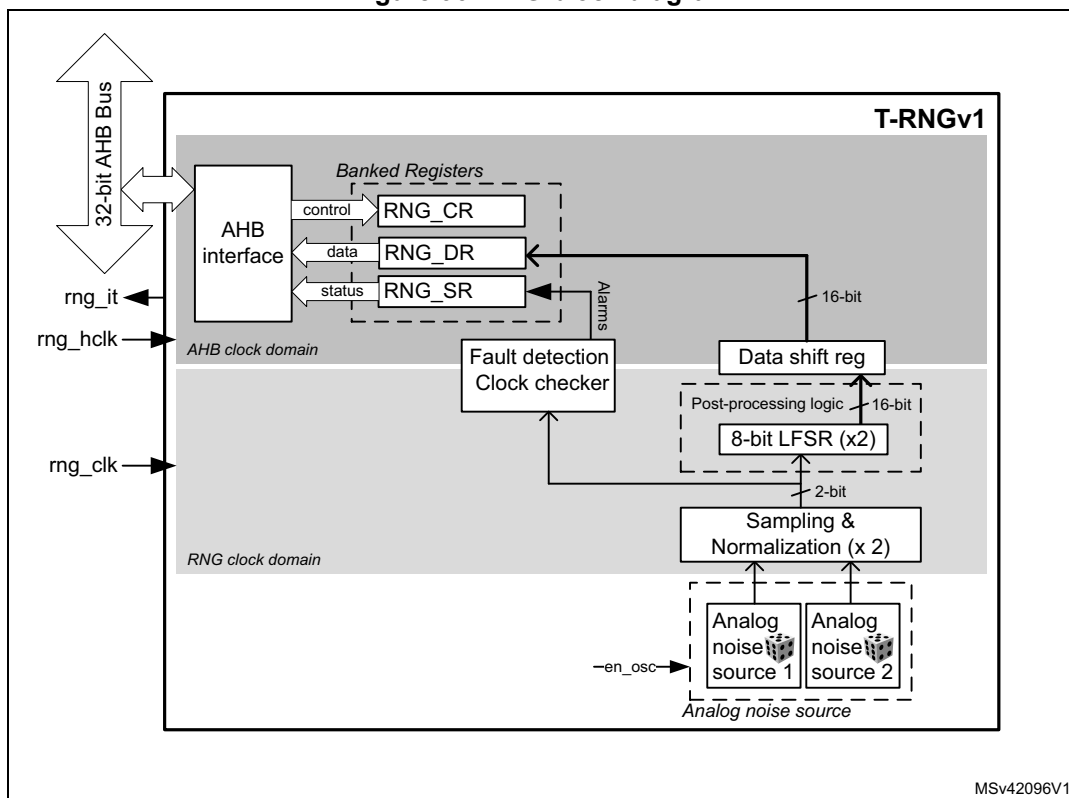 T-RNGv1
32-bit AHB Bus
Banked Registers
AHB
interface
control
RNG_CR
data
RNG_DR
status
RNG_SR
Alarms
16-bit
rng_it
rng_hclk
AHB clock domain
Fault detection
Clock checker
Data shift reg
Post-processing logic
16-bit
8-bit LFSR (x2)
rng_clk
2-bit
Sampling &
Normalization (x 2)
RNG clock domain
Analog
noise
source 1
Analog
noise
source 2
en_osc
Analog noise source
MSv42096V1